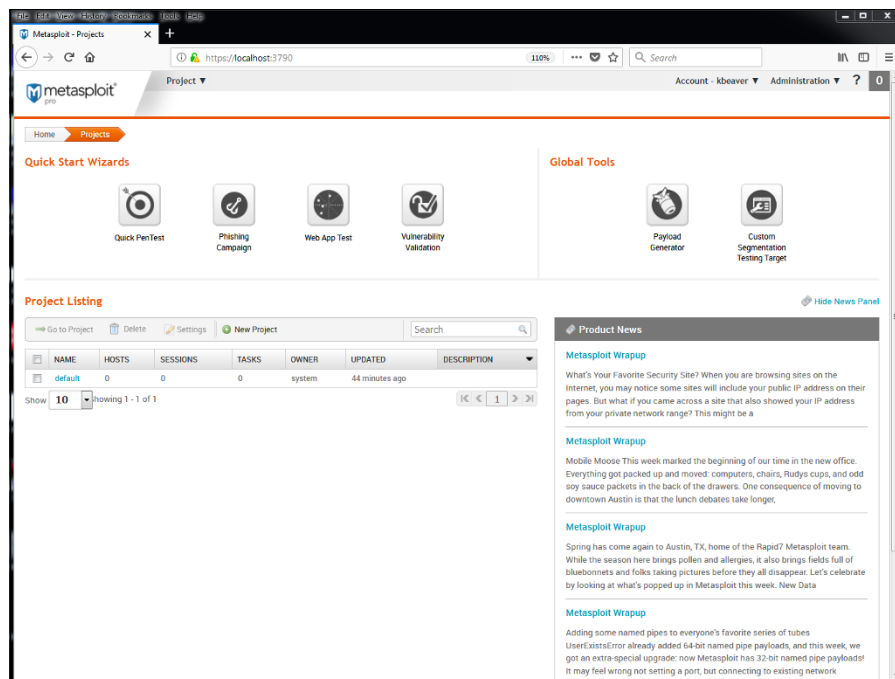 File Edit View History Bookmarks Tools Help
Metasploit - Projects
https://localhost:3790
110%
Search
metasploit
pro
Project ▼
Account - kbeaver ▼
Administration ▼
?
0
Home
Projects
Quick Start Wizards
Global Tools
Quick PenTest
Phishing
Campaign
Web App Test
Vulnerability
Validation
Payload
Generator
Custom
Segmentation
Testing Target
Project Listing
Hide News Panel
Go to Project
Delete
Settings
New Project
Search
NAME HOSTS SESSIONS TASKS OWNER UPDATED DESCRIPTION
default 0 0 0 system 44 minutes ago
Show 10 Showing 1 - 1 of 1
1
Product News
Metasploit Wrapup
What's Your Favorite Security Site? When you are browsing sites on the
Internet, you may notice some sites will include your public IP address on their
pages. But what if you came across a site that also showed your IP address
from your private network range? This might be a
Metasploit Wrapup
Mobile Moose This week marked the beginning of our time in the new office.
Everything got packed up and moved: computers, chairs, Rudys cups, and odd
soy sauce packets in the back of the drawers. One consequence of moving to
downtown Austin is that the lunch debates take longer,
Metasploit Wrapup
Spring has come again to Austin, TX, home of the Rapid7 Metasploit team.
While the season here brings pollen and allergies, it also brings fields full of
bluebonnets and folks taking pictures before they all disappear. Let's celebrate
by looking at what's popped up in Metasploit this week. New Data
Metasploit Wrapup
Adding some named pipes to everyone's favorite series of tubes
UserExistsError already added 64-bit named pipe payloads, and this week, we
got an extra-special upgrade: now Metasploit has 32-bit named pipe payloads!
It may feel wrong not setting a port, but connecting to existing network